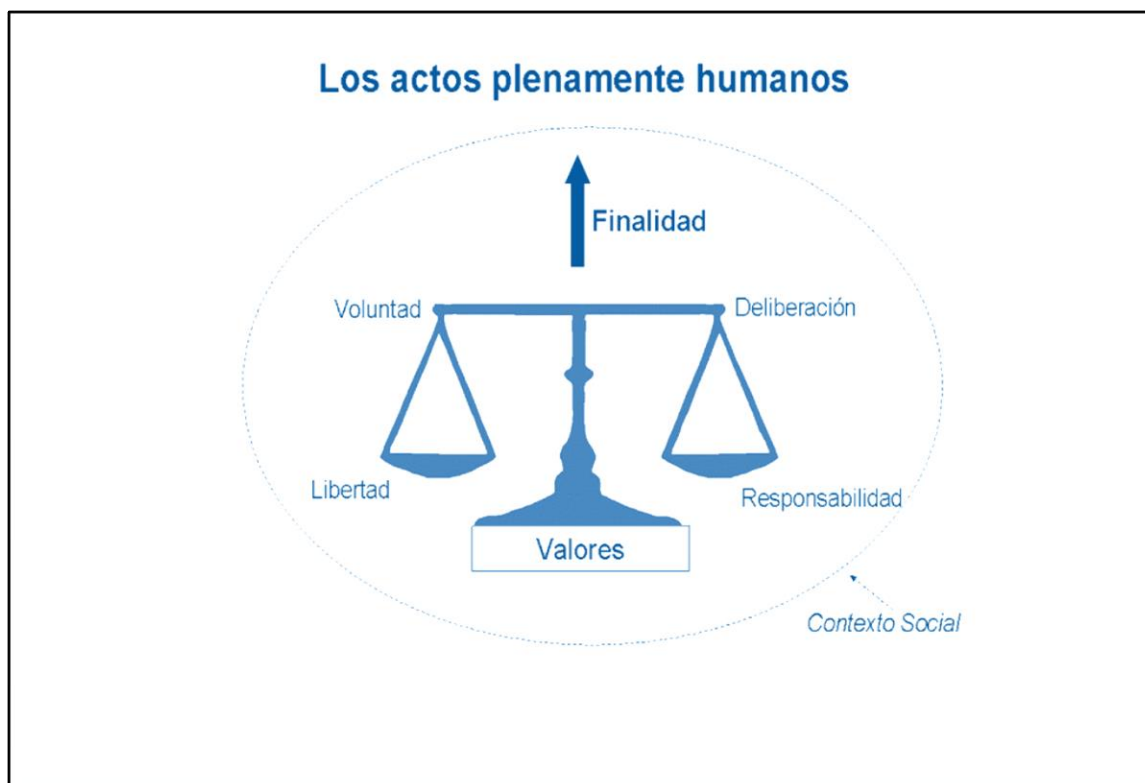 Los actos plenamente humanos
Finalidad
Voluntad
Deliberación
Libertad
Responsabilidad
Valores
Contexto Social